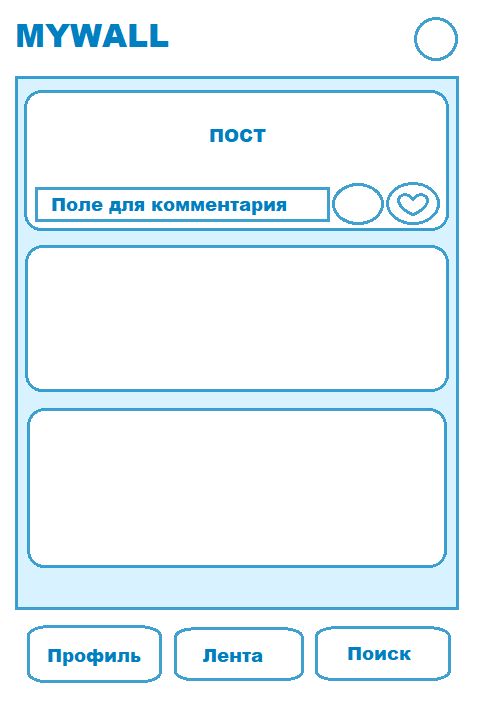 MYWALL
пост
Поле для комментария
Профиль
Лента
Поиск